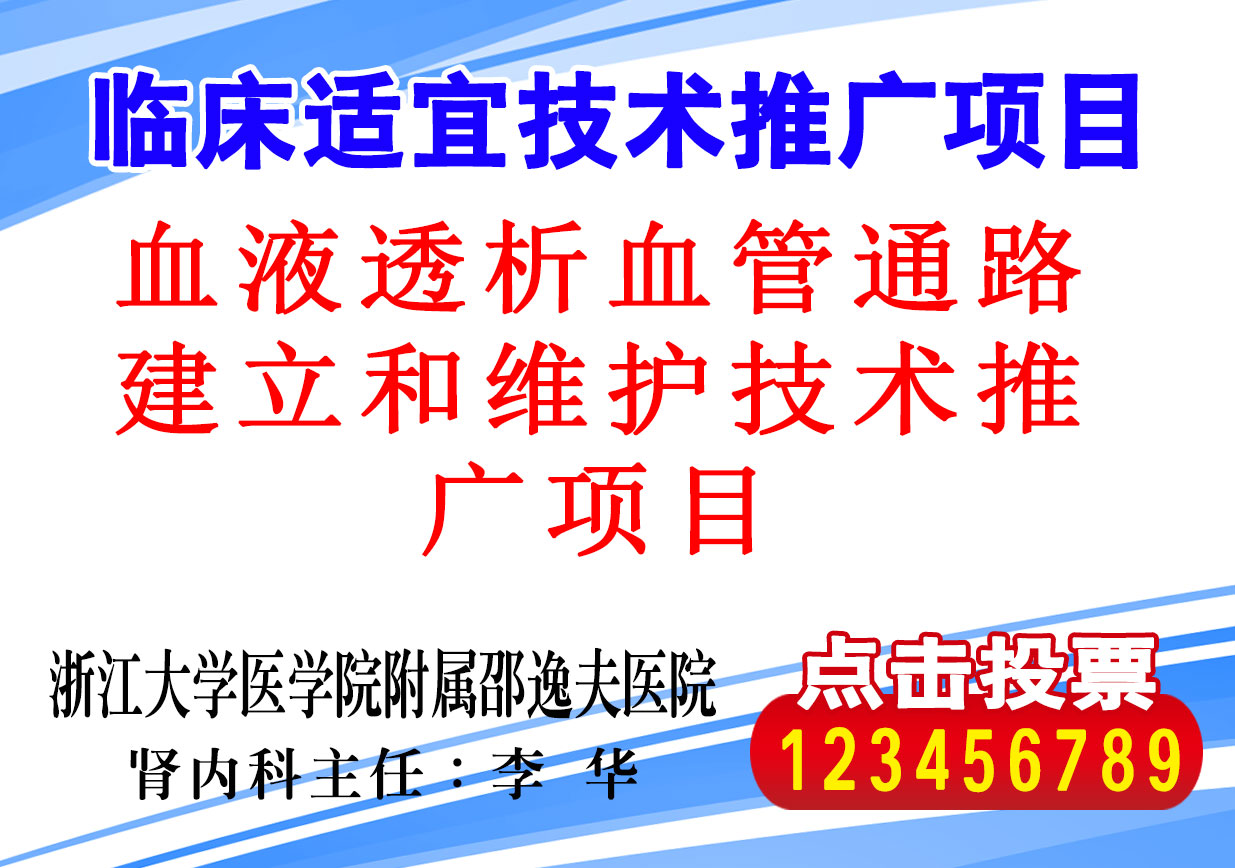 临床适宜技术推广项目
血液透析血管通路
建立和维护技术推
广项目
浙江大学医学院附属邵逸夫医院
肾内科主任：李 华
点击投票
123456789